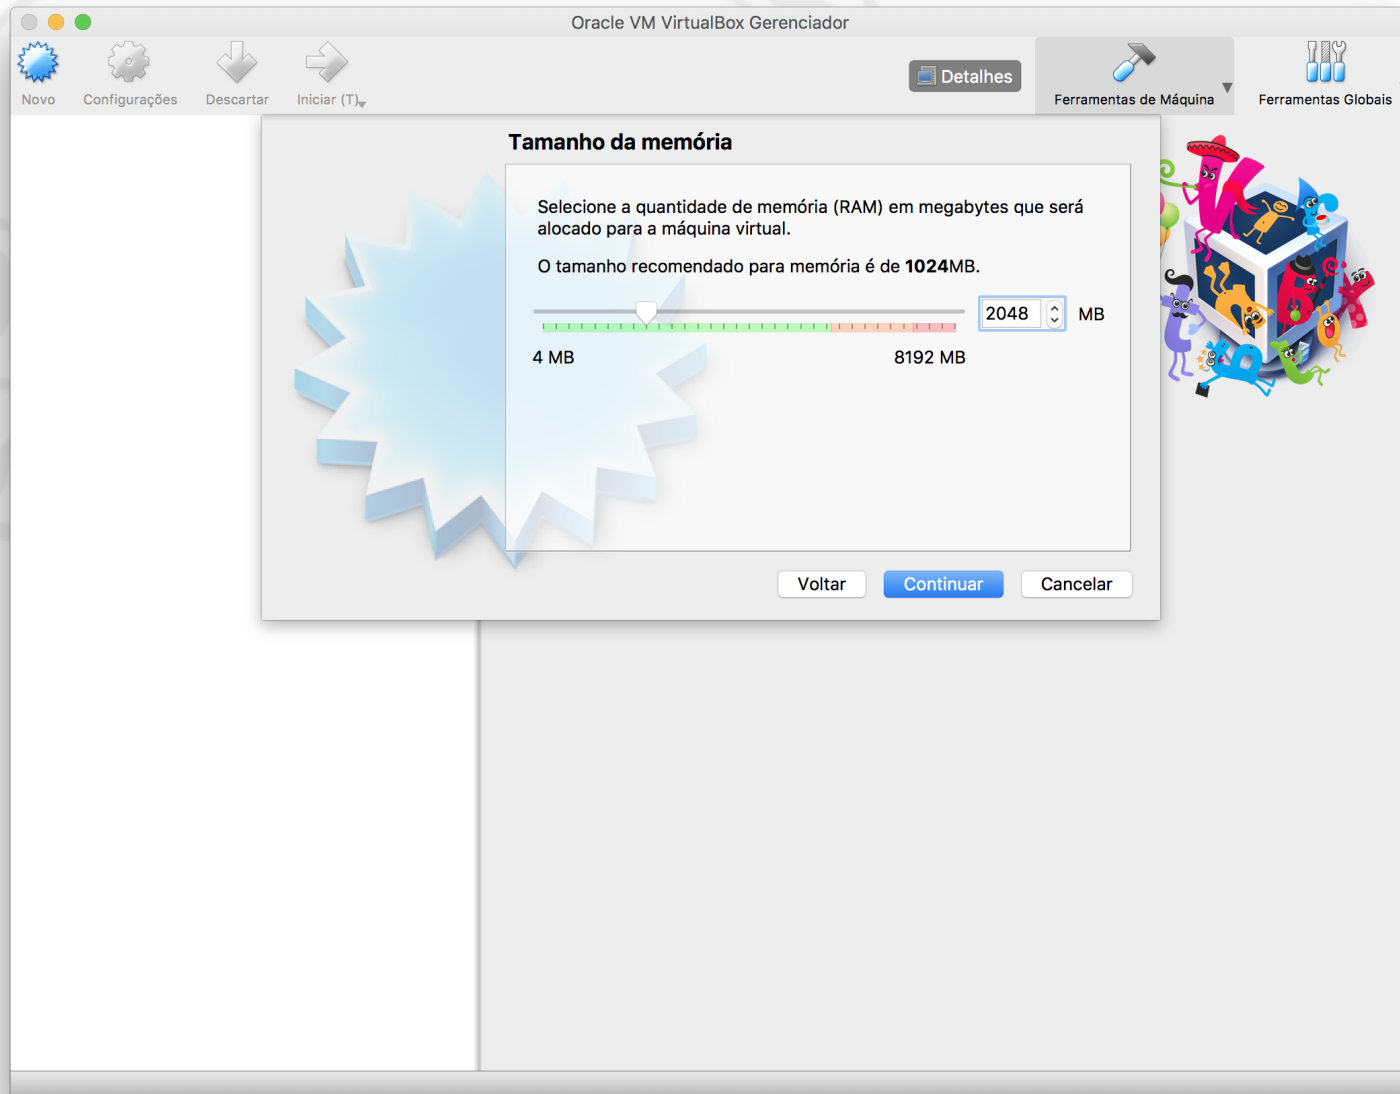 Oracle VM VirtualBox Gerenciador
Novo
Configurações
Descartar
Iniciar (T)
Detalhes
Ferramentas de Máquina
Ferramentas Globais
Tamanho da memória
Selecione a quantidade de memória (RAM) em megabytes que será
alocado para a máquina virtual.
O tamanho recomendado para memória é de 1024MB.
2048 MB
4 MB
8192 MB
Voltar
Continuar
Cancelar